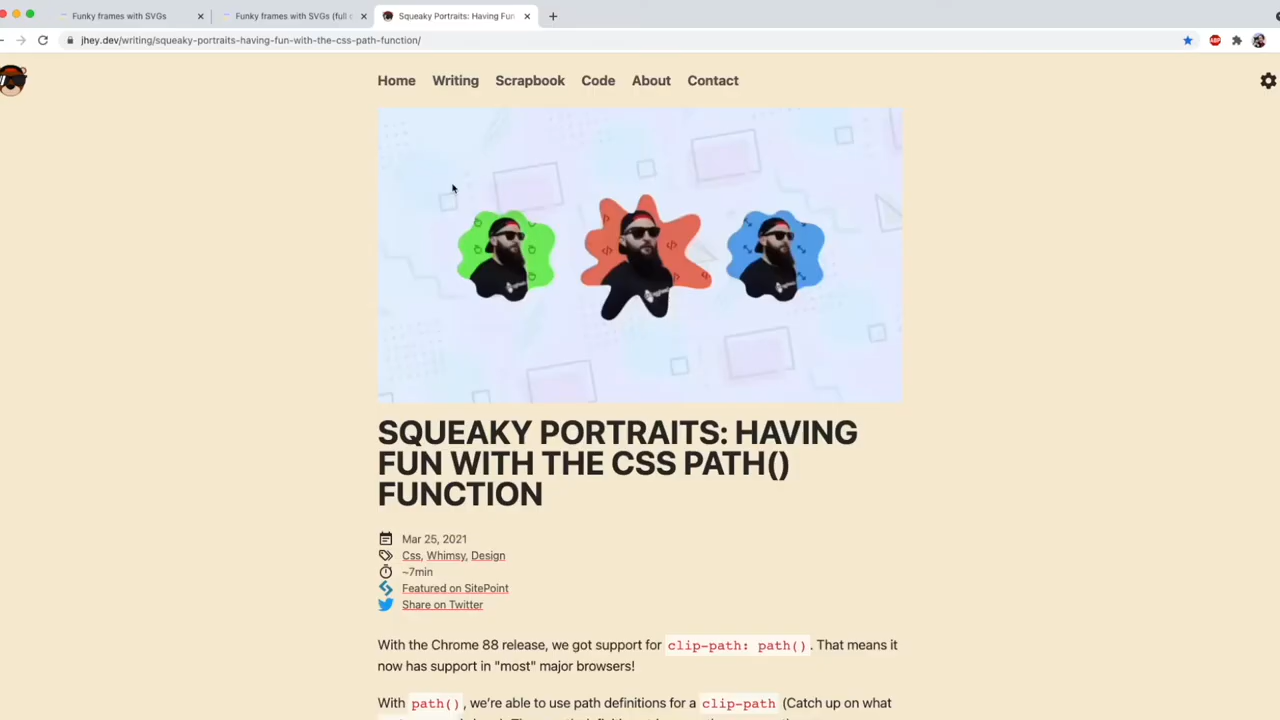 Funky frames with SVGs
Funky frames with SVGs (full
Squeaky Portraits: Having Fun
jhey.dev/writing/squeaky-portraits-having-fun-with-the-css-path-function/
ABP
Home Writing Scrapbook Code About Contact
SQUEAKY PORTRAITS: HAVING
FUN WITH THE CSS PATH()
FUNCTION
Mar 25, 2021
Css, Whimsy, Design
~7min
Featured on SitePoint
Share on Twitter
With the Chrome 88 release, we got support for clip-path: path(). That means it
now has support in "most" major browsers!
With path(), we're able to use path definitions for a clip-path (Catch up on what